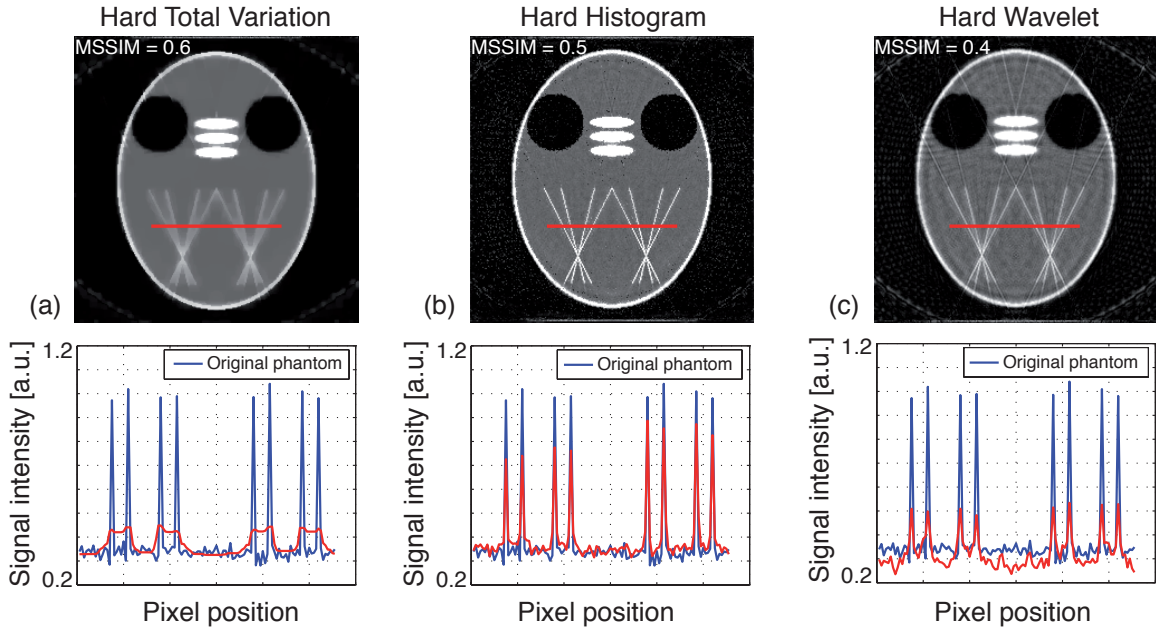 Hard Total Variation
MSSIM = 0.6
(a)
1.2
Original phantom
Signal intensity [a.u.]
0.2
Pixel position
Hard Histogram
MSSIM = 0.5
(b)
1.2
Original phantom
Signal intensity [a.u.]
0.2
Pixel position
Hard Wavelet
MSSIM = 0.4
(c)
1.2
Original phantom
Signal intensity [a.u.]
0.2
Pixel position